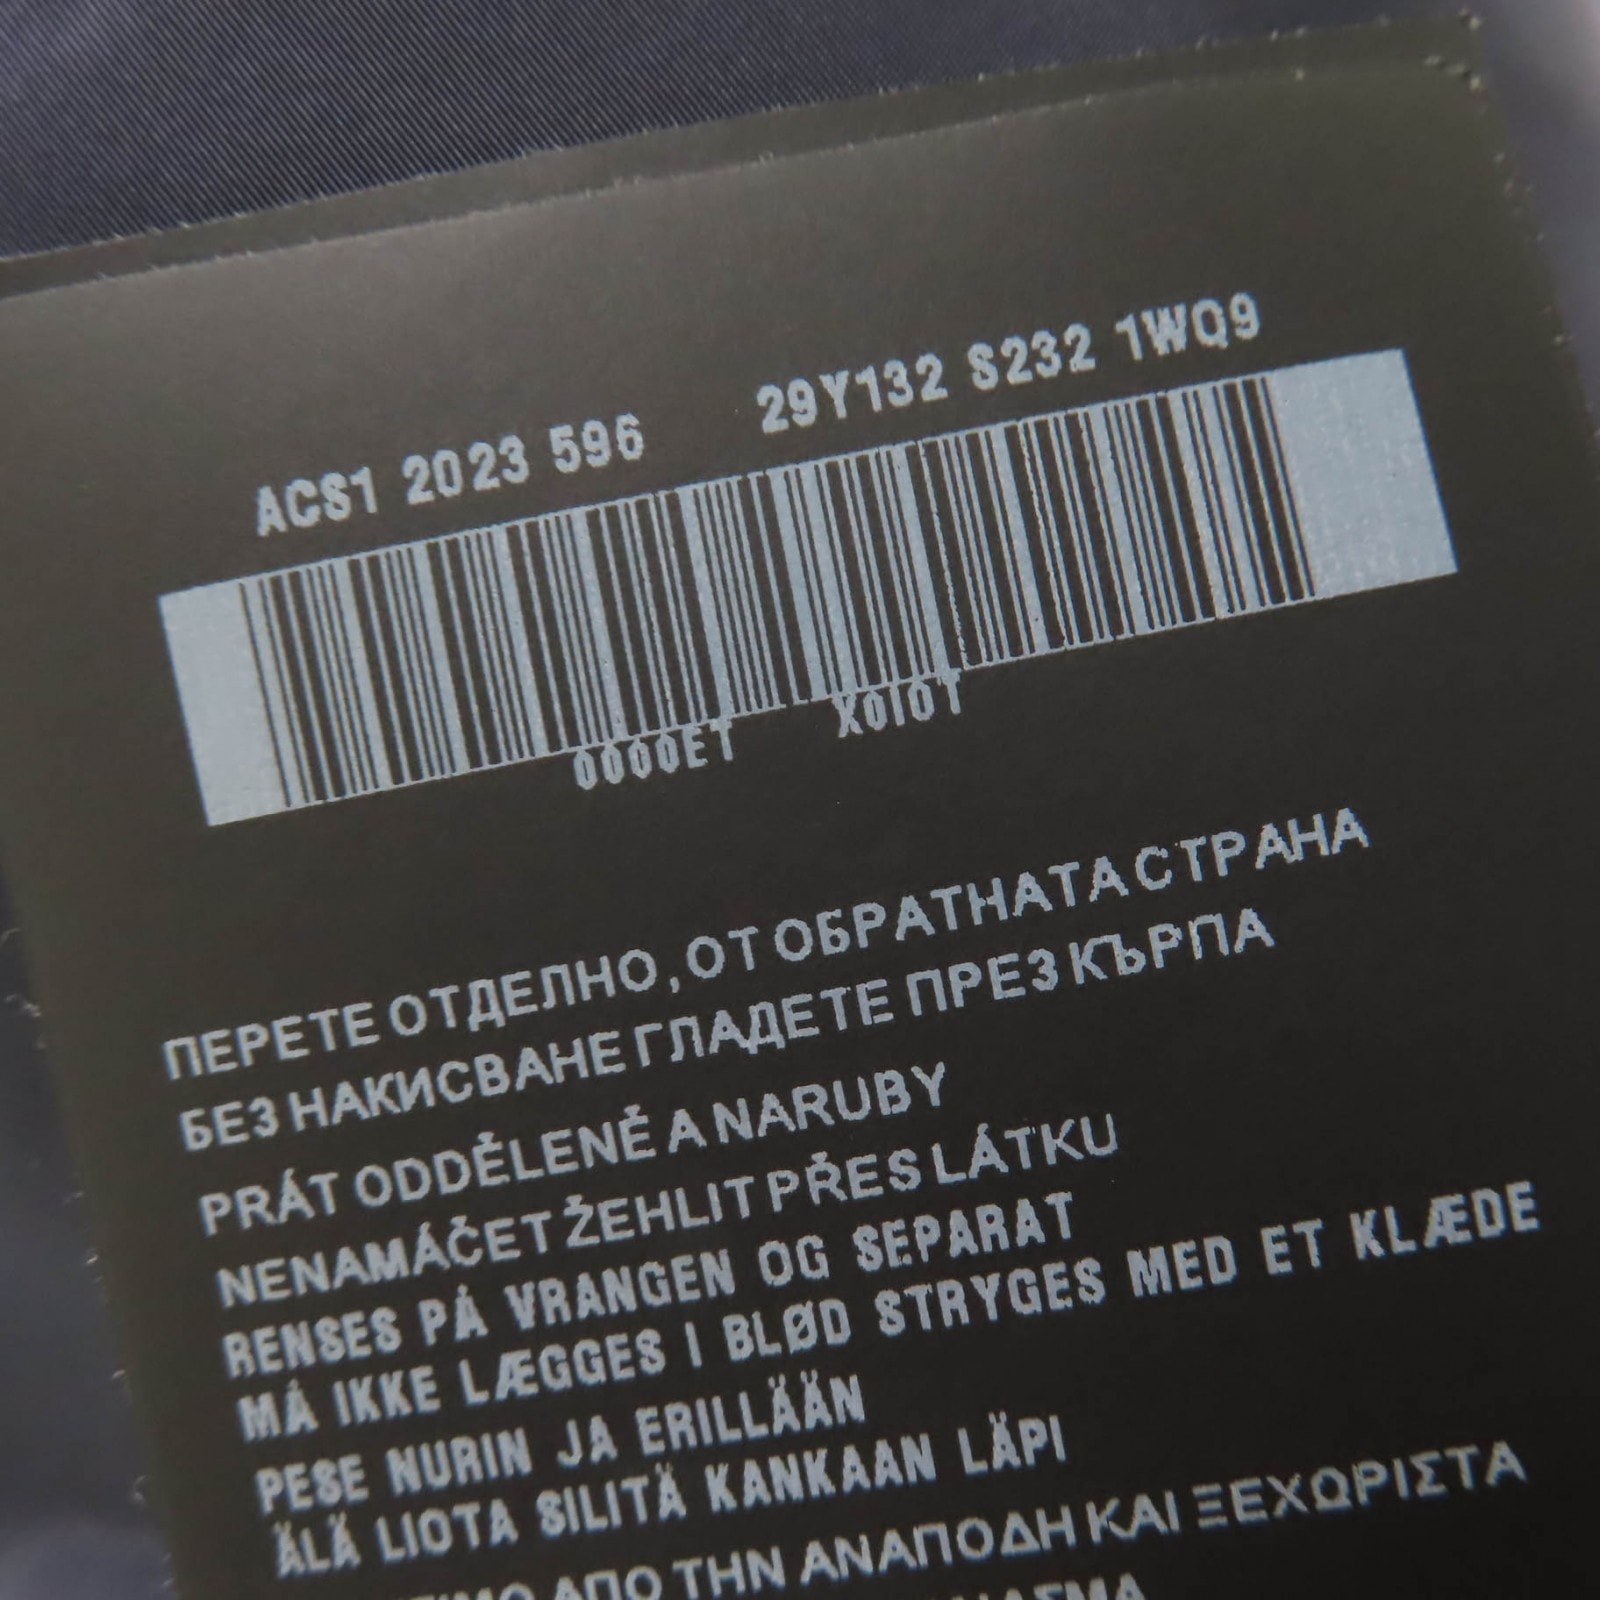 ACS1 2023 596 29Y132 S232 1WQ9
0000ET X0IOT
ПЕРЕТЕ ОТДЕЛНО, ОТ ОБРАТНАТА СТРАНА
БЕЗ НАКИСВАНЕ ГЛАДЕТЕ ПРЕЗ КЪРПА
PRÁT ODDĚLENĚ A NARUBY
NENAMÁČET ŽEHLIT PŘES LÁTKU
RENSES PÅ VRANGEN OG SEPARAT
MÅ IKKE LÆGGES I BLØD STRYGES MED ET KLÆDE
PESE NURIN JA ERILLÄÄN
ÄLÄ LIOTA SILITÄ KANKAAN LÄPI
ΑΠΟ ΤΗΝ ΑΝΑΠΟΔΗ ΚΑΙ ΞΕΧΩΡΙΣΤΑ